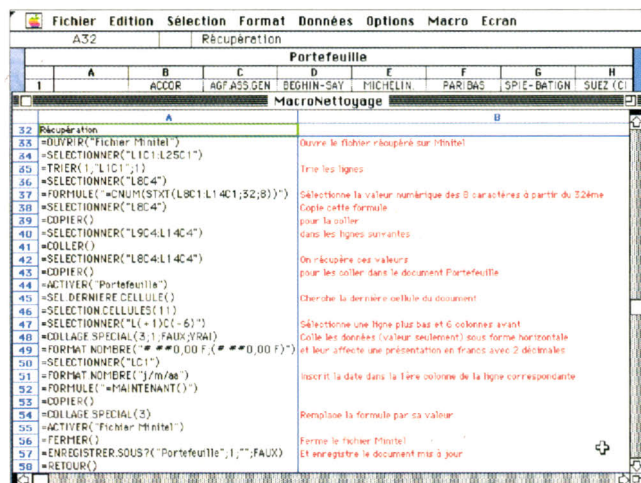 Fichier Edition Sélection Format Données Options Macro Ecran
A32 Récupération
Portefeuille
A B C D E F G H
1 ACCOR AGF.ASS.GEN BEGHIN-SAY MICHELIN. PARIBAS SPIE-BATIGN SUEZ (CI
MacroNettoyage
A B
32 Récupération
33 =OUVRIR("Fichier Minitel") Ouvre le fichier récupéré sur Minitel
34 =SELECTIONNER("L1C1:L25C1")
35 =TRIER(1;"L1C1";1) Trie les lignes
36 =SELECTIONNER("L8C4")
37 =FORMULE("=CNUM(STXT(L8C1:L14C1;32;8))") Sélectionne la valeur numérique des 8 caractères à partir du 32ème
38 =SELECTIONNER("L8C4") Copie cette formule
39 =COPIER() pour la coller
40 =SELECTIONNER("L9C4:L14C4") dans les lignes suivantes
41 =COLLER()
42 =SELECTIONNER("L8C4:L14C4") On récupère ces valeurs
43 =COPIER() pour les coller dans le document Portefeuille
44 =ACTIVER("Portefeuille")
45 =SEL.DERNIERE.CELLULE() Cherche la dernière cellule du document
46 =SELECTION.CELLULES(11)
47 =SELECTIONNER("L(+1)C(-6)") Sélectionne une ligne plus bas et 6 colonnes avant
48 =COLLAGE.SPECIAL(3;1;FAUX;VRAI) Colle les données (valeur seulement) sous forme horizontale
49 =FORMAT.NOMBRE("# ##0,00 F;(# ##0,00 F)") et leur affecte une présentation en francs avec 2 décimales
50 =SELECTIONNER("LC1")
51 =FORMAT.NOMBRE("j/m/aa") Inscrit la date dans la 1ère colonne de la ligne correspondante
52 =FORMULE("=MAINTENANT()")
53 =COPIER()
54 =COLLAGE.SPECIAL(3) Remplace la formule par sa valeur
55 =ACTIVER("Fichier Minitel")
56 =FERMER() Ferme le fichier Minitel
57 =ENREGISTRER.SOUS?("Portefeuille";1;"";FAUX) Et enregistre le document mis à jour
58 =RETOUR()